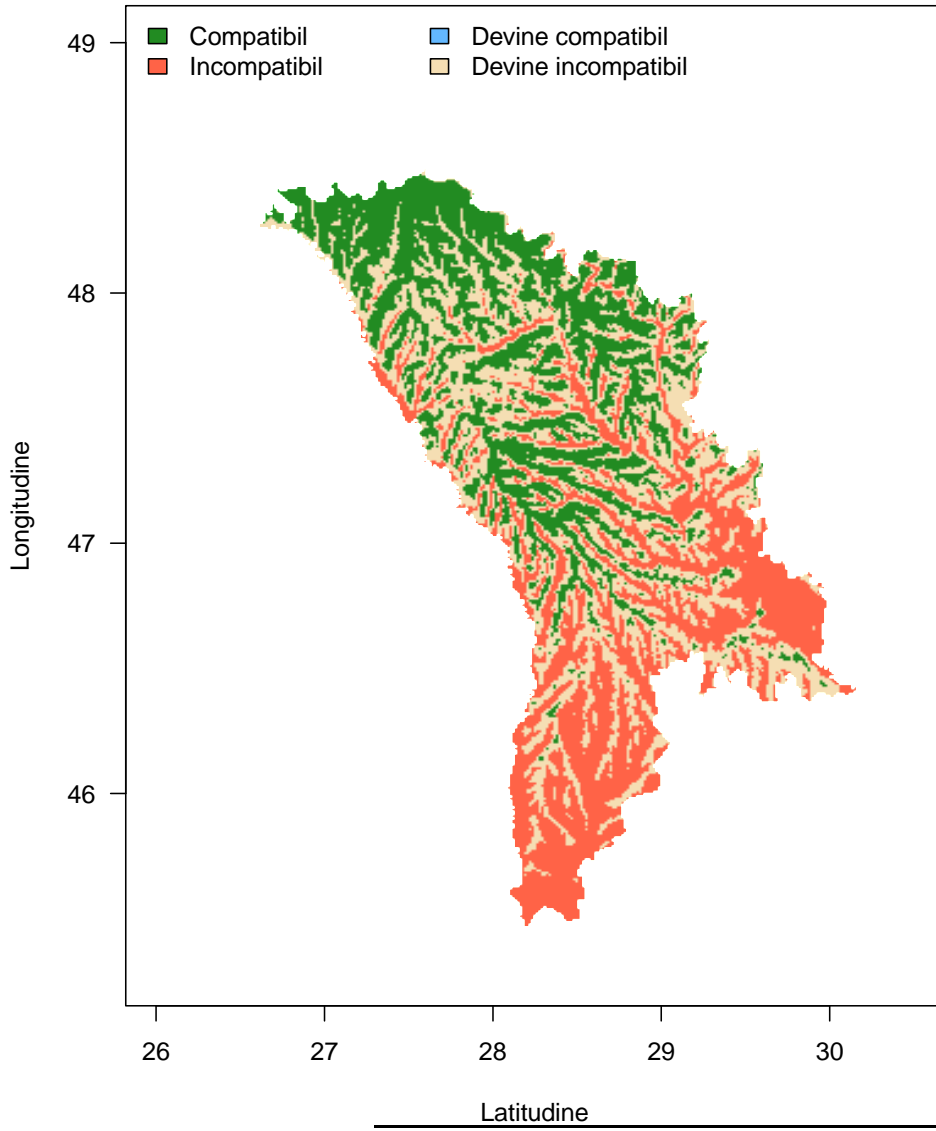 Compatibil Devine compatibil
Incompatibil Devine incompatibil
49
48
47
46
Longitudine
26 27 28 29 30
Latitudine